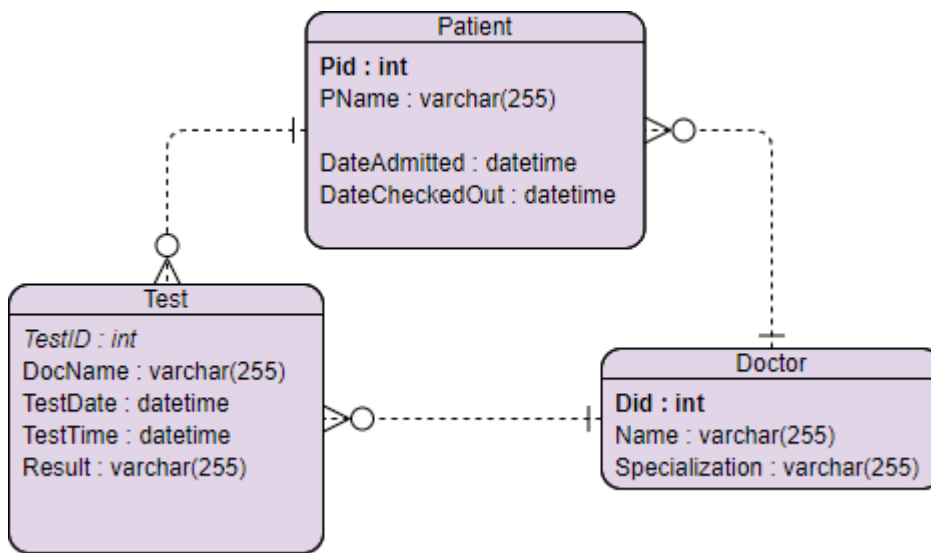 Patient
Pid : int
PName : varchar(255)
DateAdmitted : datetime
DateCheckedOut : datetime
Test
TestID : int
DocName : varchar(255)
TestDate : datetime
TestTime : datetime
Result : varchar(255)
Doctor
Did : int
Name : varchar(255)
Specialization : varchar(255)